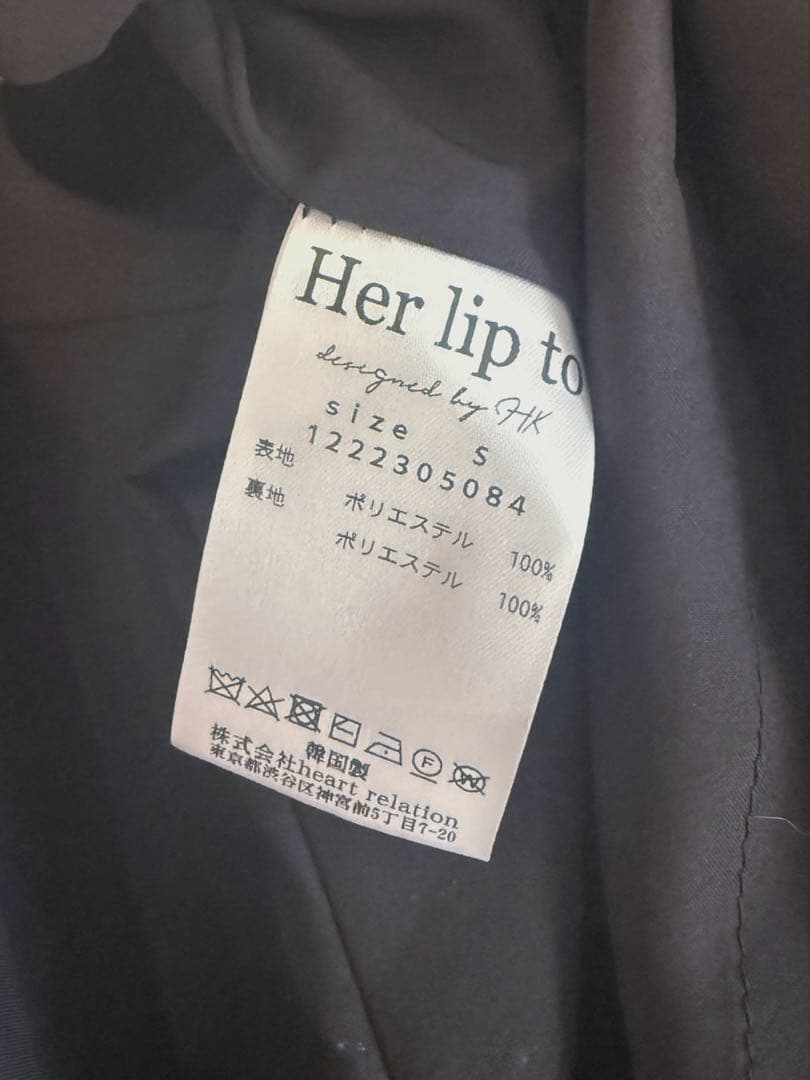 Her lip to
designed by HK
size S
1222305084
表地 ポリエステル 100%
裏地 ポリエステル 100%
F
W
韓国製
株式会社heart relation
東京都渋谷区神宮前5丁目7-20